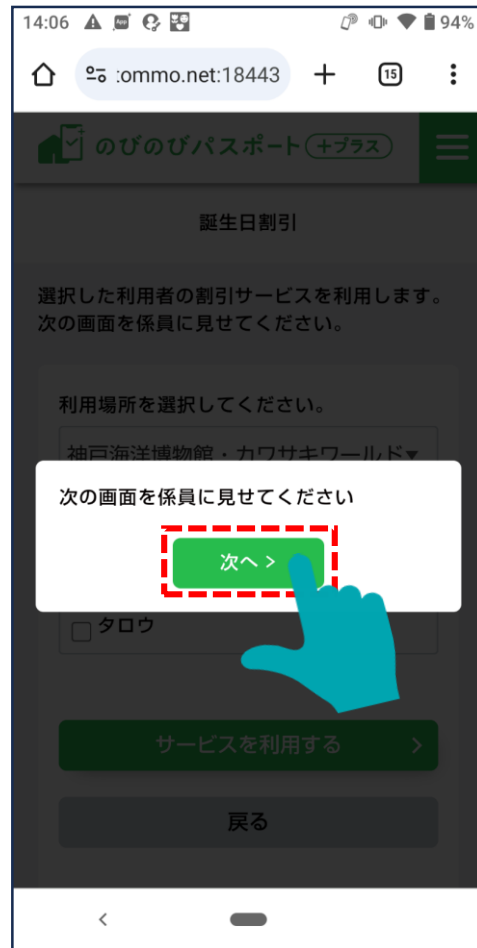 14:06
94%
:ommo.net:18443
15
のびのびパスポート +プラス
誕生日割引
選択した利用者の割引サービスを利用します。
次の画面を係員に見せてください。
利用場所を選択してください。
神戸海洋博物館・カワサキワールド▼
次の画面を係員に見せてください
次へ >
タロウ
サービスを利用する >
戻る